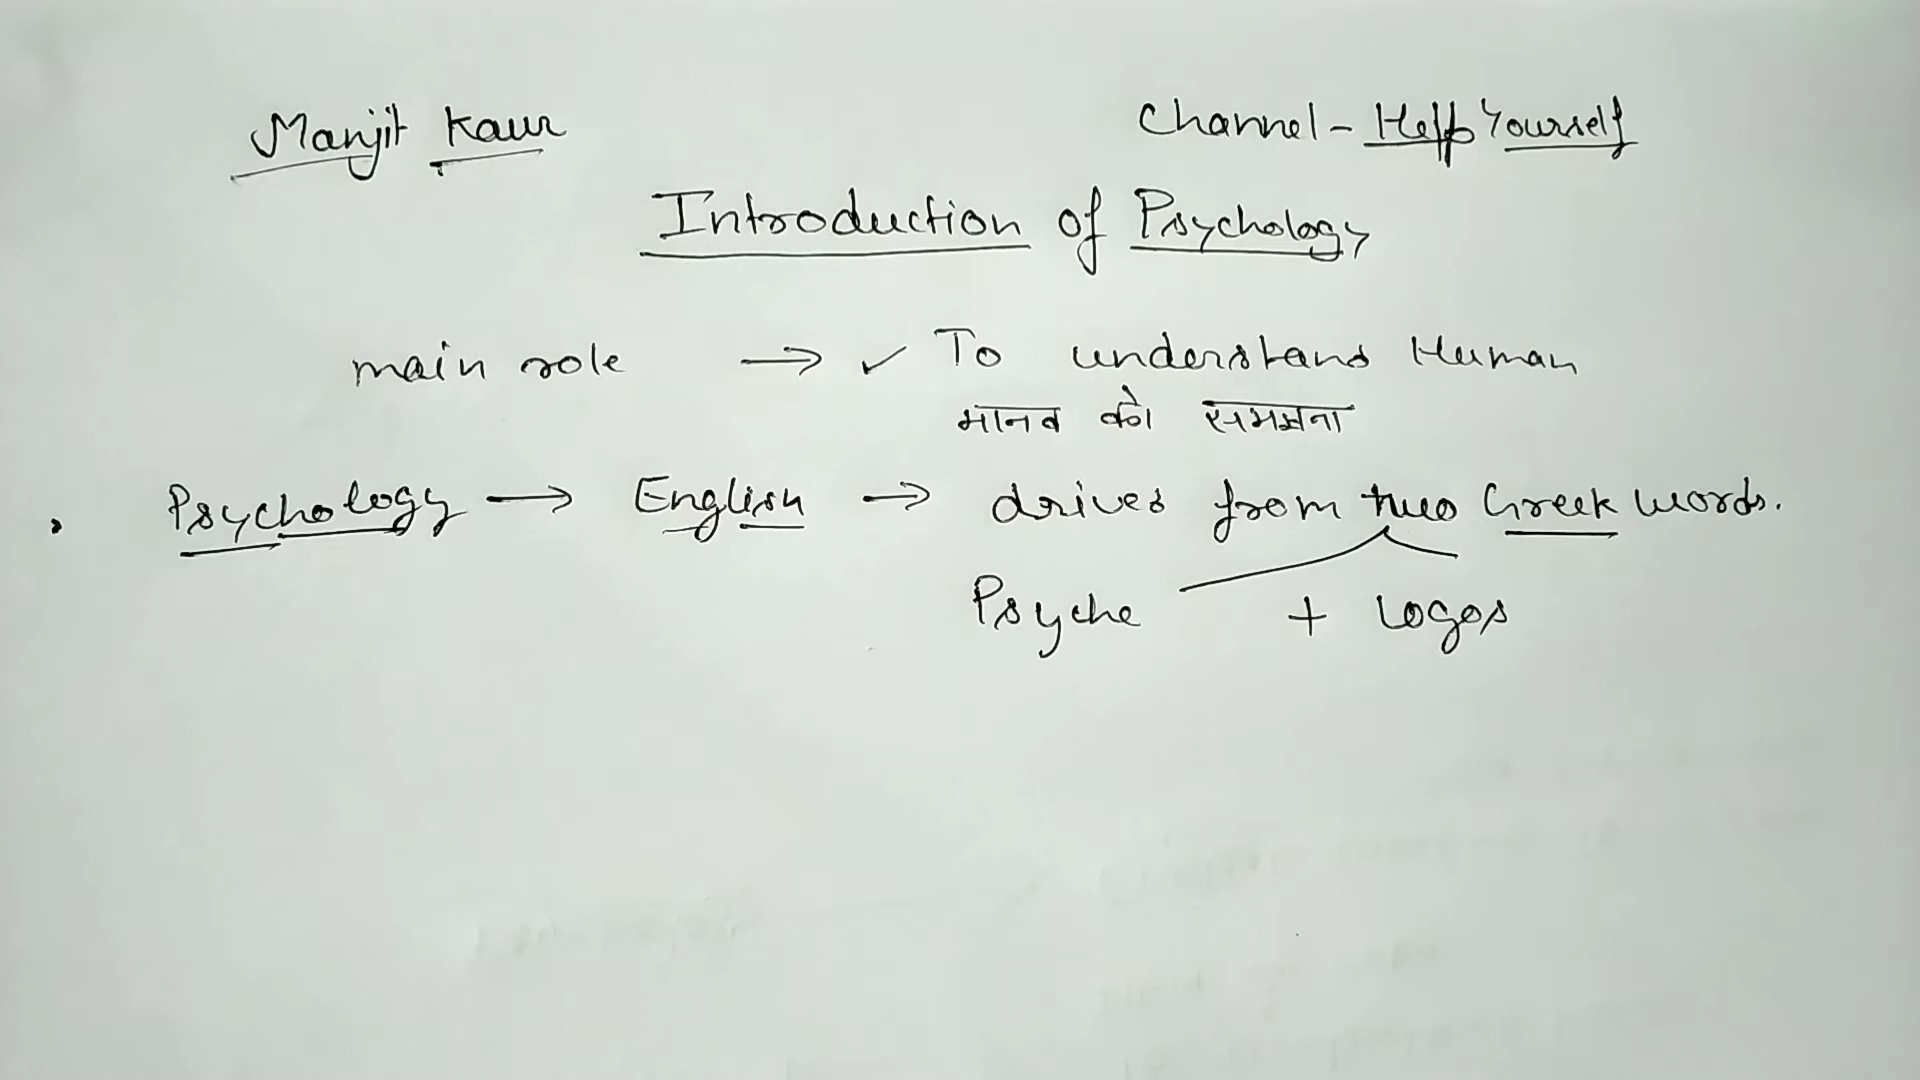 Manjit Kaur
Channel - Help Yourself
Introduction of Psychology
main role → ✓ To understand Human
मानव को समझना
Psychology → English → drives from two Greek words.
Psyche + Logos